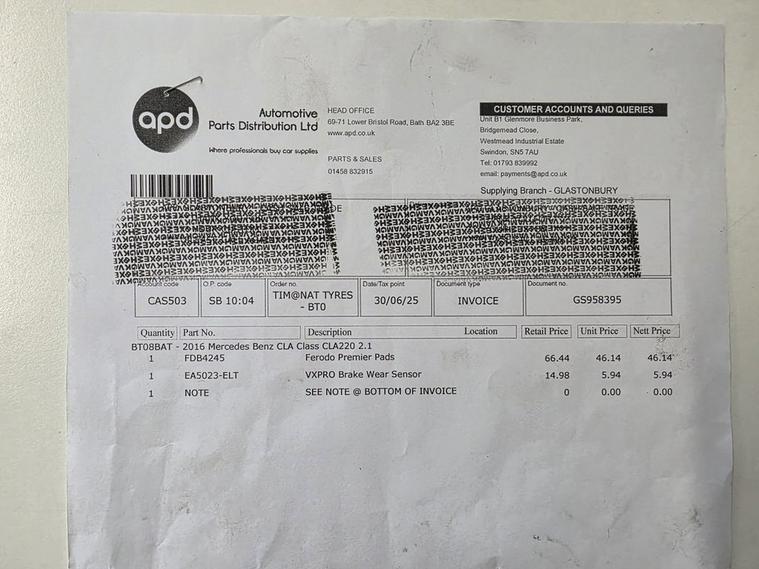 apd
Automotive
Parts Distribution Ltd
Where professionals buy car supplies
HEAD OFFICE
69-71 Lower Bristol Road, Bath BA2 3BE
www.apd.co.uk
PARTS & SALES
01458 832915
CUSTOMER ACCOUNTS AND QUERIES
Unit B1 Glenmore Business Park,
Bridgemead Close,
Westmead Industrial Estate
Swindon, SN5 7AU
Tel: 01793 839992
email: payments@apd.co.uk
Supplying Branch - GLASTONBURY
Account code O.P. code Order no. Date/Tax point Document type Document no.
CAS503 SB 10:04 TIM@NAT TYRES - BT0 30/06/25 INVOICE GS958395
Quantity Part No. Description Location Retail Price Unit Price Nett Price
BT08BAT - 2016 Mercedes Benz CLA Class CLA220 2.1
1 FDB4245 Ferodo Premier Pads 66.44 46.14 46.14
1 EA5023-ELT VXPRO Brake Wear Sensor 14.98 5.94 5.94
1 NOTE SEE NOTE @ BOTTOM OF INVOICE 0 0.00 0.00